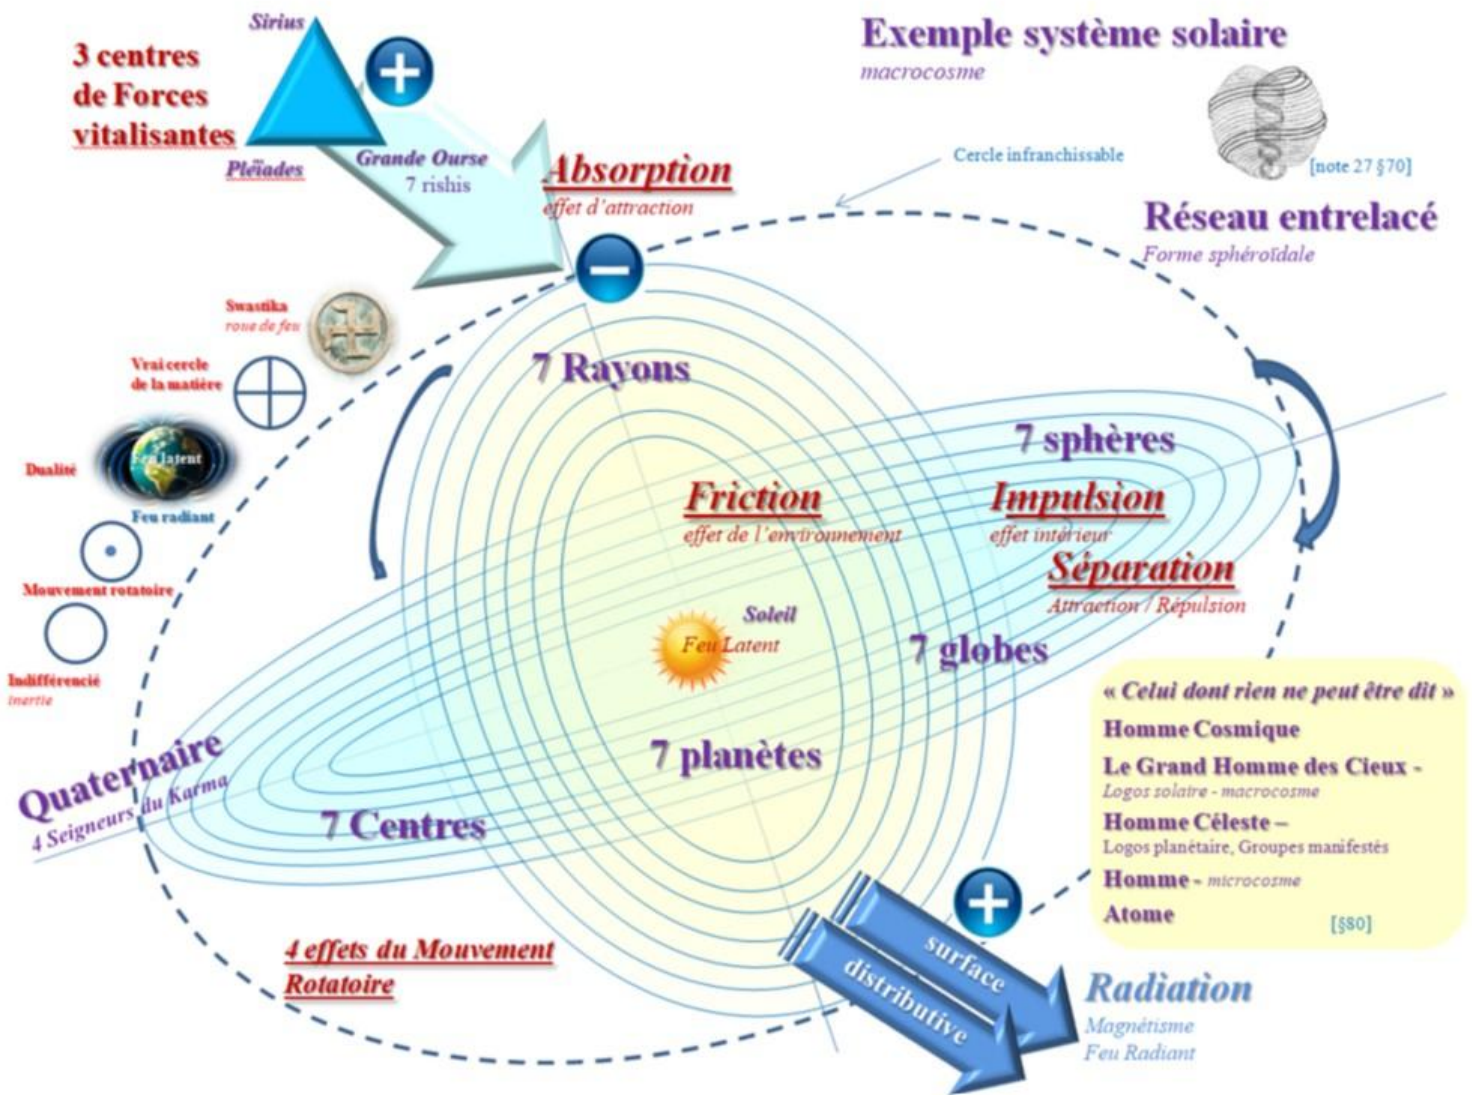 Sirius
3 centres
de Forces
vitalisantes
Pleïades
Grande Ourse
7 rishis
Absorption
effet d’attraction
Exemple système solaire
macrocosme
Cercle infranchissable
[note 27 §70]
Réseau entrelacé
Forme sphéroïdale
Swastika
roue de feu
Vrai cercle
de la matière
Dualité
Feu latent
Feu radiant
Mouvement rotatoire
Indifférencié
inertie
7 Rayons
7 sphères
Friction
effet de l’environnement
Impulsion
effet intérieur
Séparation
Attraction / Répulsion
Soleil
Feu Latent
7 globes
7 planètes
7 Centres
Quaternaire
4 Seigneurs du Karma
« Celui dont rien ne peut être dit »
Homme Cosmique
Le Grand Homme des Cieux -
Logos solaire - macrocosme
Homme Céleste –
Logos planétaire, Groupes manifestés
Homme - microcosme
Atome
[§80]
4 effets du Mouvement
Rotatoire
surface
distributive
Radiation
Magnétisme
Feu Radiant